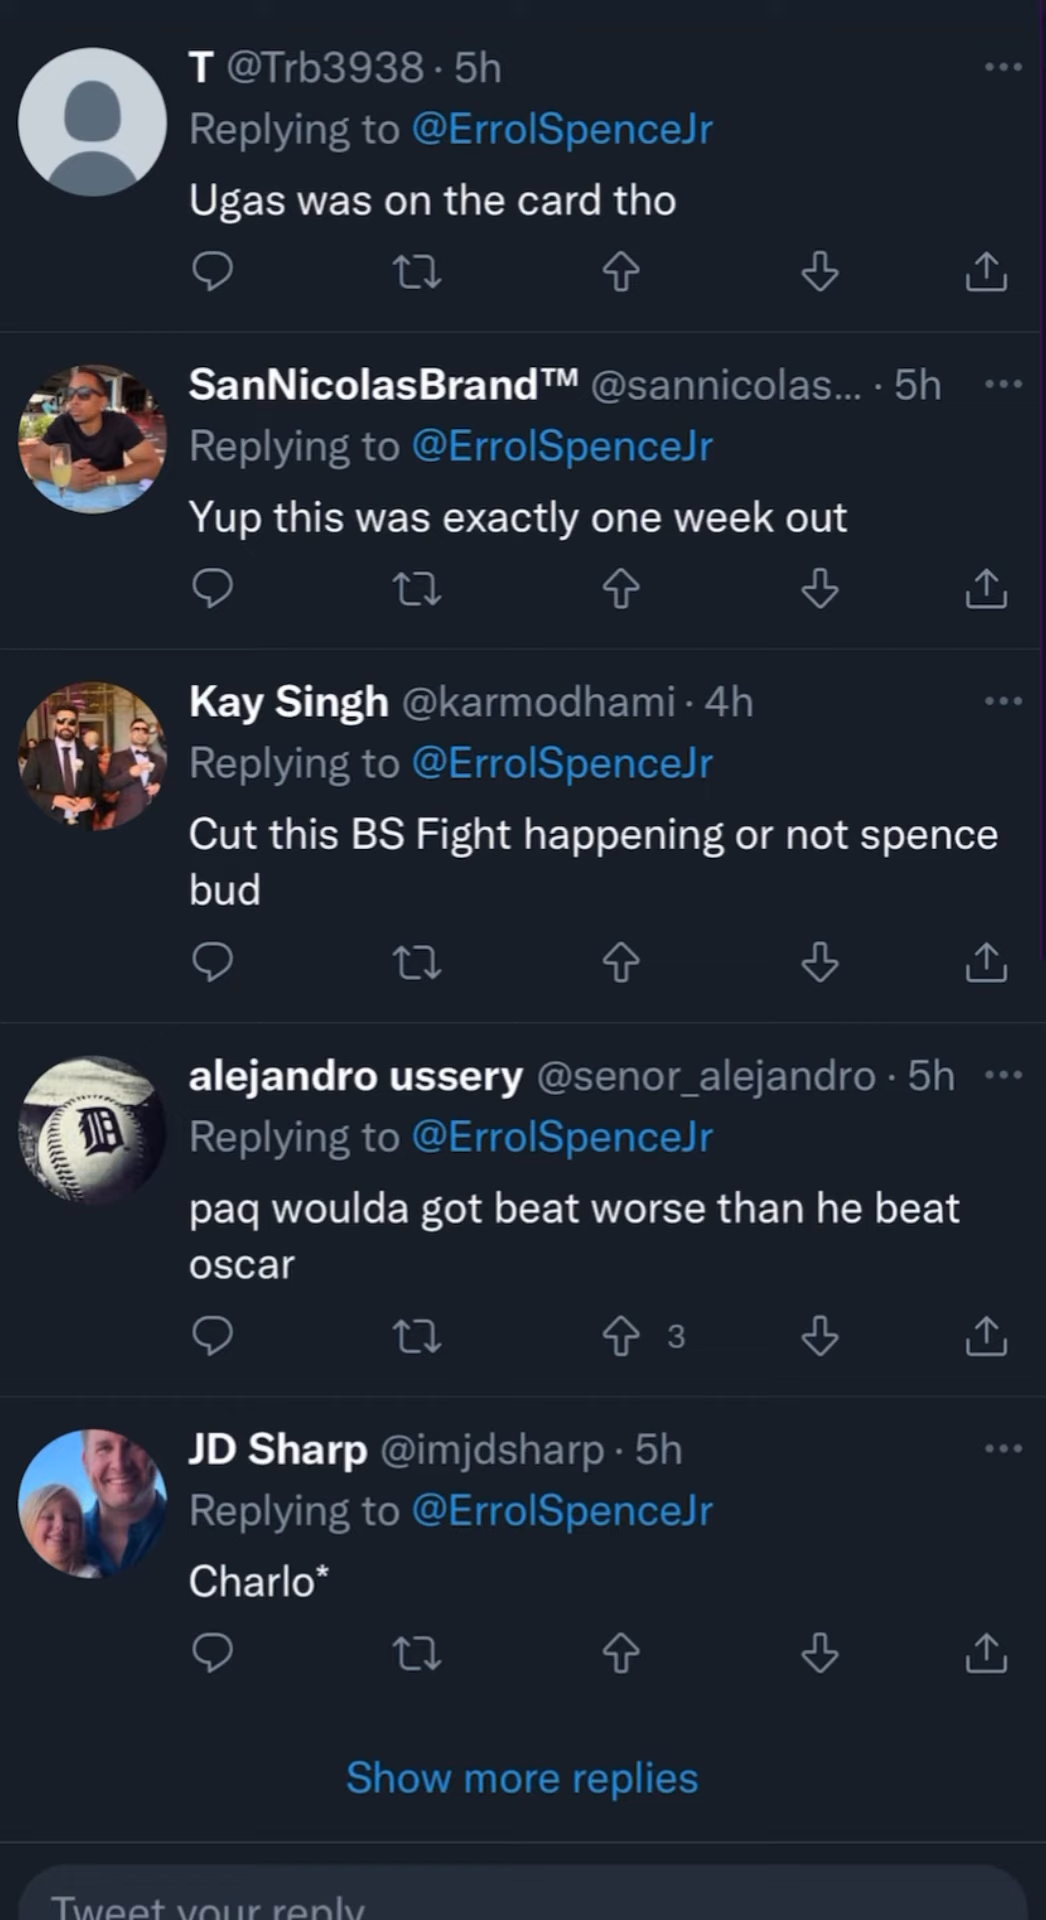 T @Trb3938 · 5h
Replying to @ErrolSpenceJr
Ugas was on the card tho
SanNicolasBrand™ @sannicolas... · 5h
Replying to @ErrolSpenceJr
Yup this was exactly one week out
Kay Singh @karmodhami · 4h
Replying to @ErrolSpenceJr
Cut this BS Fight happening or not spence
bud
alejandro ussery @senor_alejandro · 5h
Replying to @ErrolSpenceJr
paq woulda got beat worse than he beat
oscar
3
JD Sharp @imjdsharp · 5h
Replying to @ErrolSpenceJr
Charlo*
Show more replies
Tweet your reply